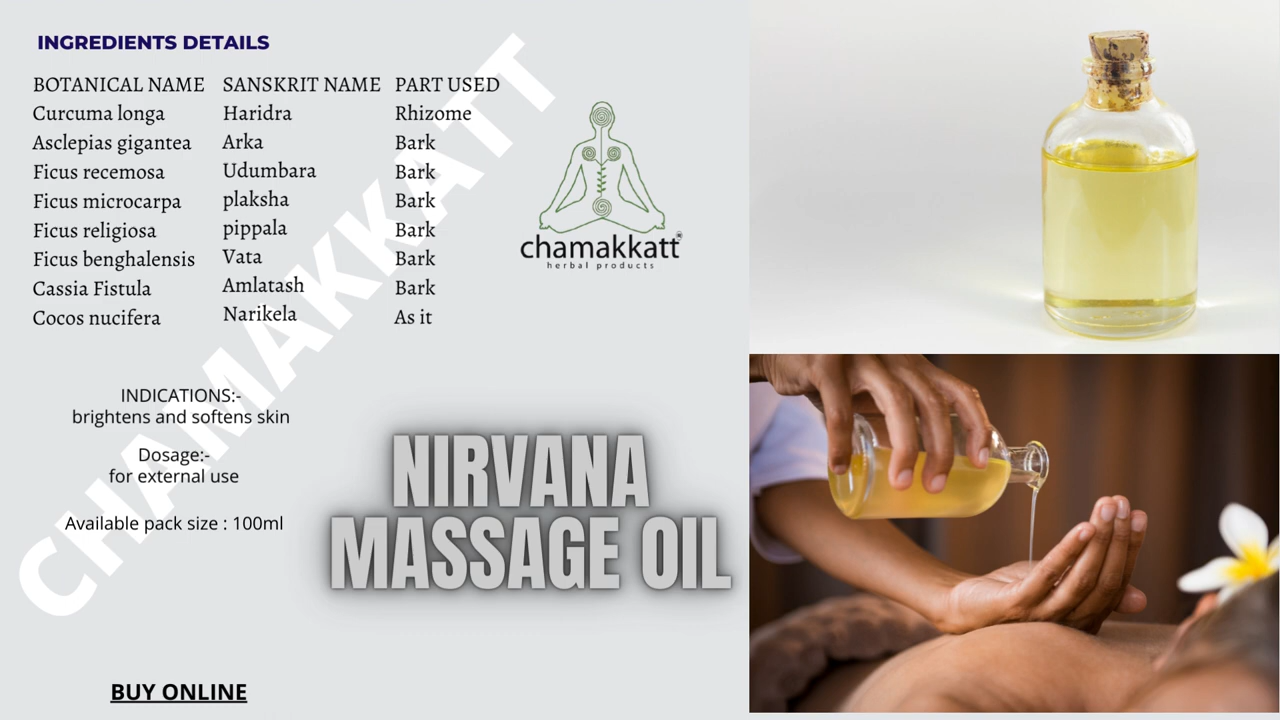 INGREDIENTS DETAILS
BOTANICAL NAME SANSKRIT NAME PART USED
Curcuma longa Haridra Rhizome
Asclepias gigantea Arka Bark
Ficus recemosa Udumbara Bark
Ficus microcarpa plaksha Bark
Ficus religiosa pippala Bark
Ficus benghalensis Vata Bark
Cassia Fistula Amlatash Bark
Cocos nucifera Narikela As it
chamakkatt
herbal products
CHAMAKKATT
INDICATIONS:-
brightens and softens skin
Dosage:-
for external use
Available pack size : 100ml
NIRVANA
MASSAGE OIL
BUY ONLINE